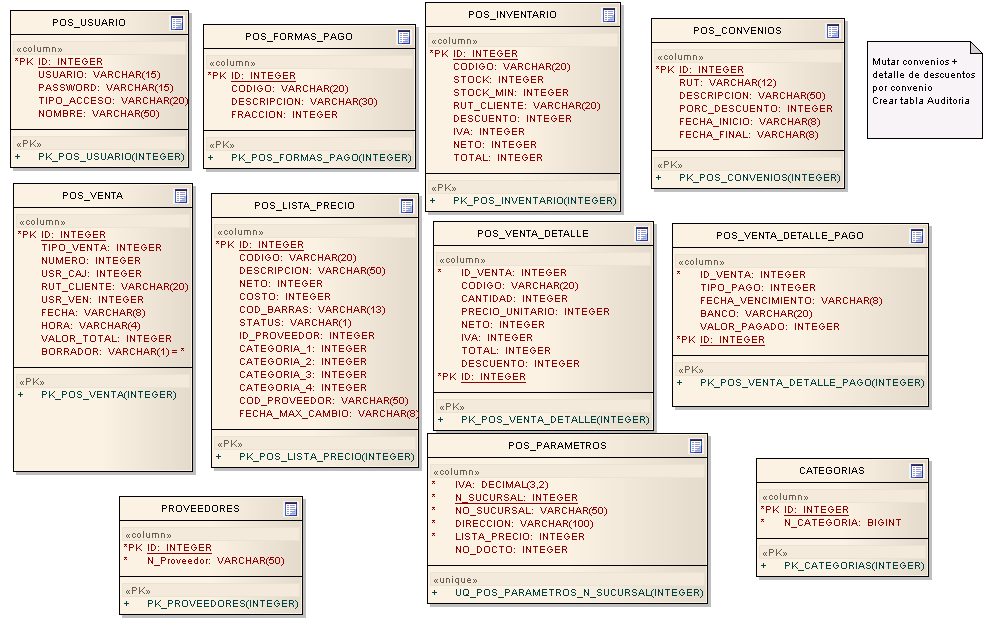 POS_USUARIO
«column»
*PK ID: INTEGER
USUARIO: VARCHAR(15)
PASSWORD: VARCHAR(15)
TIPO_ACCESO: VARCHAR(20)
NOMBRE: VARCHAR(50)
«PK»
+ PK_POS_USUARIO(INTEGER)
POS_FORMAS_PAGO
«column»
*PK ID: INTEGER
CODIGO: VARCHAR(20)
DESCRIPCION: VARCHAR(30)
FRACCION: INTEGER
«PK»
+ PK_POS_FORMAS_PAGO(INTEGER)
POS_INVENTARIO
«column»
*PK ID: INTEGER
CODIGO: VARCHAR(20)
STOCK: INTEGER
STOCK_MIN: INTEGER
RUT_CLIENTE: VARCHAR(20)
DESCUENTO: INTEGER
IVA: INTEGER
NETO: INTEGER
TOTAL: INTEGER
«PK»
+ PK_POS_INVENTARIO(INTEGER)
POS_CONVENIOS
«column»
*PK ID: INTEGER
RUT: VARCHAR(12)
DESCRIPCION: VARCHAR(50)
PORC_DESCUENTO: INTEGER
FECHA_INICIO: VARCHAR(8)
FECHA_FINAL: VARCHAR(8)
«PK»
+ PK_POS_CONVENIOS(INTEGER)
Mutar convenios +
detalle de descuentos
por convenio
Crear tabla Auditoria
POS_VENTA
«column»
*PK ID: INTEGER
TIPO_VENTA: INTEGER
NUMERO: INTEGER
USR_CAJ: INTEGER
RUT_CLIENTE: VARCHAR(20)
USR_VEN: INTEGER
FECHA: VARCHAR(8)
HORA: VARCHAR(4)
VALOR_TOTAL: INTEGER
BORRADOR: VARCHAR(1) = *
«PK»
+ PK_POS_VENTA(INTEGER)
POS_LISTA_PRECIO
«column»
*PK ID: INTEGER
CODIGO: VARCHAR(20)
DESCRIPCION: VARCHAR(50)
NETO: INTEGER
COSTO: INTEGER
COD_BARRAS: VARCHAR(13)
STATUS: VARCHAR(1)
ID_PROVEEDOR: INTEGER
CATEGORIA_1: INTEGER
CATEGORIA_2: INTEGER
CATEGORIA_3: INTEGER
CATEGORIA_4: INTEGER
COD_PROVEEDOR: VARCHAR(50)
FECHA_MAX_CAMBIO: VARCHAR(8)
«PK»
+ PK_POS_LISTA_PRECIO(INTEGER)
POS_VENTA_DETALLE
«column»
* ID_VENTA: INTEGER
CODIGO: VARCHAR(20)
CANTIDAD: INTEGER
PRECIO_UNITARIO: INTEGER
NETO: INTEGER
IVA: INTEGER
TOTAL: INTEGER
DESCUENTO: INTEGER
*PK ID: INTEGER
«PK»
+ PK_POS_VENTA_DETALLE(INTEGER)
POS_VENTA_DETALLE_PAGO
«column»
* ID_VENTA: INTEGER
TIPO_PAGO: INTEGER
FECHA_VENCIMIENTO: VARCHAR(8)
BANCO: VARCHAR(20)
VALOR_PAGADO: INTEGER
*PK ID: INTEGER
«PK»
+ PK_POS_VENTA_DETALLE_PAGO(INTEGER)
PROVEEDORES
«column»
*PK ID: INTEGER
* N_Proveedor: VARCHAR(50)
«PK»
+ PK_PROVEEDORES(INTEGER)
POS_PARAMETROS
«column»
* IVA: DECIMAL(3,2)
* N_SUCURSAL: INTEGER
* NO_SUCURSAL: VARCHAR(50)
* DIRECCION: VARCHAR(100)
* LISTA_PRECIO: INTEGER
NO_DOCTO: INTEGER
«unique»
+ UQ_POS_PARAMETROS_N_SUCURSAL(INTEGER)
CATEGORIAS
«column»
*PK ID: INTEGER
* N_CATEGORIA: BIGINT
«PK»
+ PK_CATEGORIAS(INTEGER)